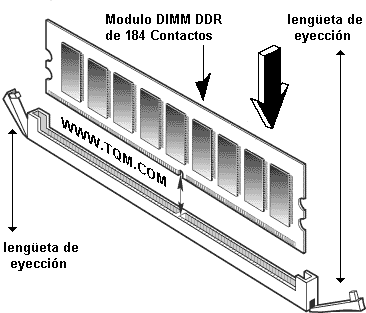 Modulo DIMM DDR
de 184 Contactos
lengüeta de
eyección
WWW.TQM.COM
lengüeta de
eyección